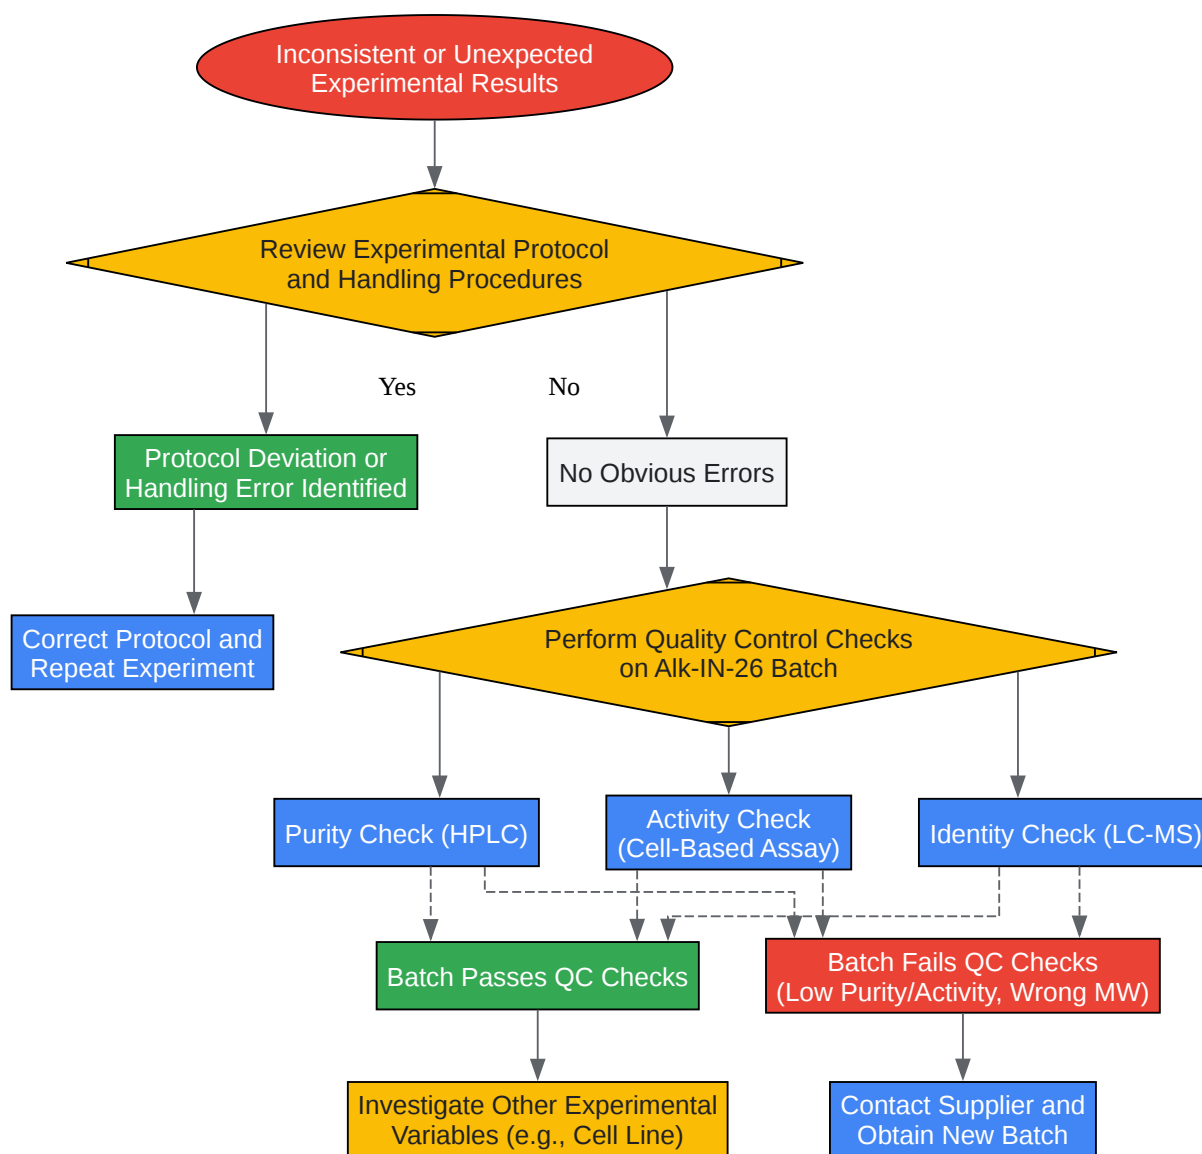 Inconsistent or Unexpected
Experimental Results
Review Experimental Protocol
and Handling Procedures
Yes
No
Protocol Deviation or
Handling Error Identified
No Obvious Errors
Correct Protocol and
Repeat Experiment
Perform Quality Control Checks
on Alk-IN-26 Batch
Purity Check (HPLC)
Activity Check
(Cell-Based Assay)
Identity Check (LC-MS)
Batch Passes QC Checks
Batch Fails QC Checks
(Low Purity/Activity, Wrong MW)
Investigate Other Experimental
Variables (e.g., Cell Line)
Contact Supplier and
Obtain New Batch